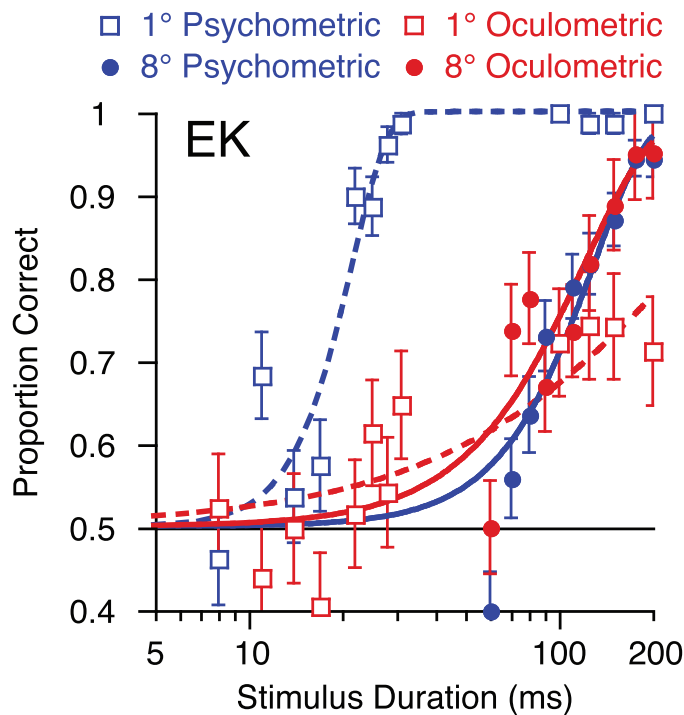 1° Psychometric 1° Oculometric
8° Psychometric 8° Oculometric
EK
1
0.9
0.8
0.7
0.6
0.5
0.4
Proportion Correct
5 10 100 200
Stimulus Duration (ms)